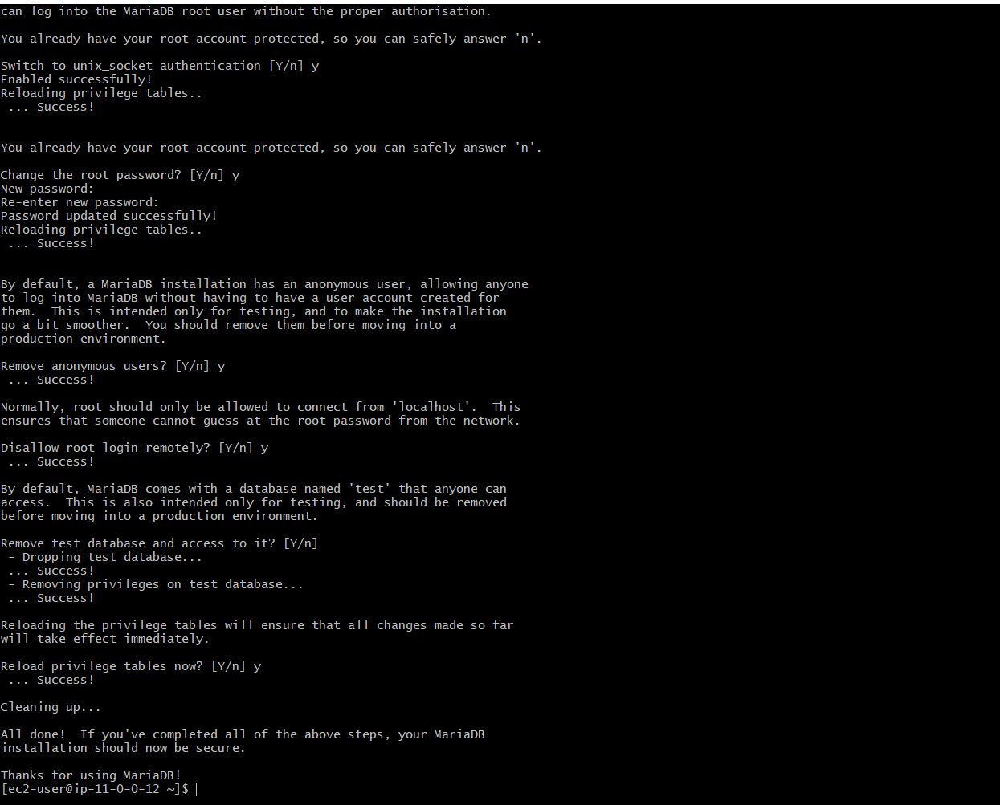 can log into the MariaDB root user without the proper authorisation.
You already have your root account protected, so you can safely answer 'n'.
Switch to unix_socket authentication [Y/n] y
Enabled successfully!
Reloading privilege tables..
 ... Success!
You already have your root account protected, so you can safely answer 'n'.
Change the root password? [Y/n] y
New password:
Re-enter new password:
Password updated successfully!
Reloading privilege tables..
 ... Success!
By default, a MariaDB installation has an anonymous user, allowing anyone
to log into MariaDB without having to have a user account created for
them.  This is intended only for testing, and to make the installation
go a bit smoother.  You should remove them before moving into a
production environment.
Remove anonymous users? [Y/n] y
 ... Success!
Normally, root should only be allowed to connect from 'localhost'.  This
ensures that someone cannot guess at the root password from the network.
Disallow root login remotely? [Y/n] y
 ... Success!
By default, MariaDB comes with a database named 'test' that anyone can
access.  This is also intended only for testing, and should be removed
before moving into a production environment.
Remove test database and access to it? [Y/n]
 - Dropping test database...
 ... Success!
 - Removing privileges on test database...
 ... Success!
Reloading the privilege tables will ensure that all changes made so far
will take effect immediately.
Reload privilege tables now? [Y/n] y
 ... Success!
Cleaning up...
All done!  If you've completed all of the above steps, your MariaDB
installation should now be secure.
Thanks for using MariaDB!
[ec2-user@ip-11-0-0-12 ~]$